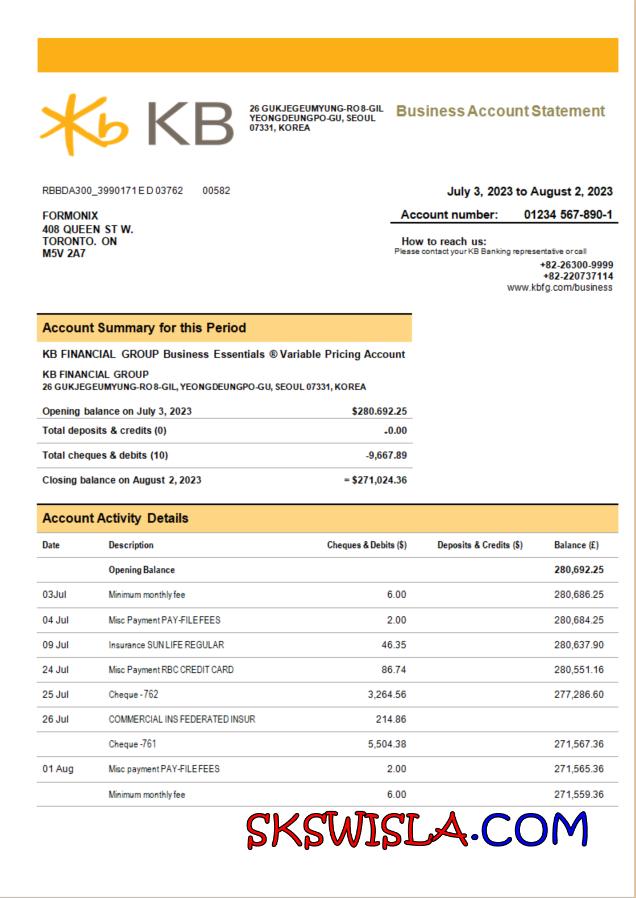 Kb KB
26 GUKJEGEUMYUNG-RO 8-GIL
YEONGDEUNGPO-GU, SEOUL
07331, KOREA
Business Account Statement
RBBDA300_3990171 E D 03762 00582
July 3, 2023 to August 2, 2023
FORMONIX
408 QUEEN ST W.
TORONTO. ON
M5V 2A7
Account number: 01234 567-890-1
How to reach us:
Please contact your KB Banking representative or call
+82-26300-9999
+82-220737114
www.kbfg.com/business
Account Summary for this Period
KB FINANCIAL GROUP Business Essentials ® Variable Pricing Account
KB FINANCIAL GROUP
26 GUKJEGEUMYUNG-RO 8-GIL, YEONGDEUNGPO-GU, SEOUL 07331, KOREA
Opening balance on July 3, 2023 $280.692.25
Total deposits & credits (0) -0.00
Total cheques & debits (10) -9,667.89
Closing balance on August 2, 2023 = $271,024.36
Account Activity Details
Date Description Cheques & Debits ($) Deposits & Credits ($) Balance (£)
Opening Balance 280,692.25
03Jul Minimum monthly fee 6.00 280,686.25
04 Jul Misc Payment PAY-FILE FEES 2.00 280,684.25
09 Jul Insurance SUN LIFE REGULAR 46.35 280,637.90
24 Jul Misc Payment RBC CREDIT CARD 86.74 280,551.16
25 Jul Cheque - 762 3,264.56 277,286.60
26 Jul COMMERCIAL INS FEDERATED INSUR 214.86
Cheque -761 5,504.38 271,567.36
01 Aug Misc payment PAY-FILE FEES 2.00 271,565.36
Minimum monthly fee 6.00 271,559.36
SKSWISLA.COM